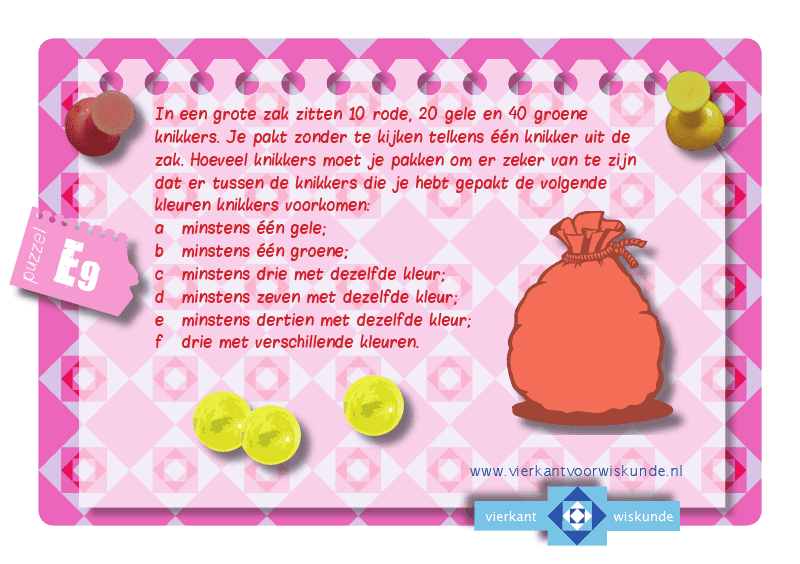 In een grote zak zitten 10 rode, 20 gele en 40 groene
knikkers. Je pakt zonder te kijken telkens één knikker uit de
zak. Hoeveel knikkers moet je pakken om er zeker van te zijn
dat er tussen de knikkers die je hebt gepakt de volgende
kleuren knikkers voorkomen:
a minstens één gele;
b minstens één groene;
c minstens drie met dezelfde kleur;
d minstens zeven met dezelfde kleur;
e minstens dertien met dezelfde kleur;
f drie met verschillende kleuren.
puzzel
E9
www.vierkantvoorwiskunde.nl
vierkant wiskunde